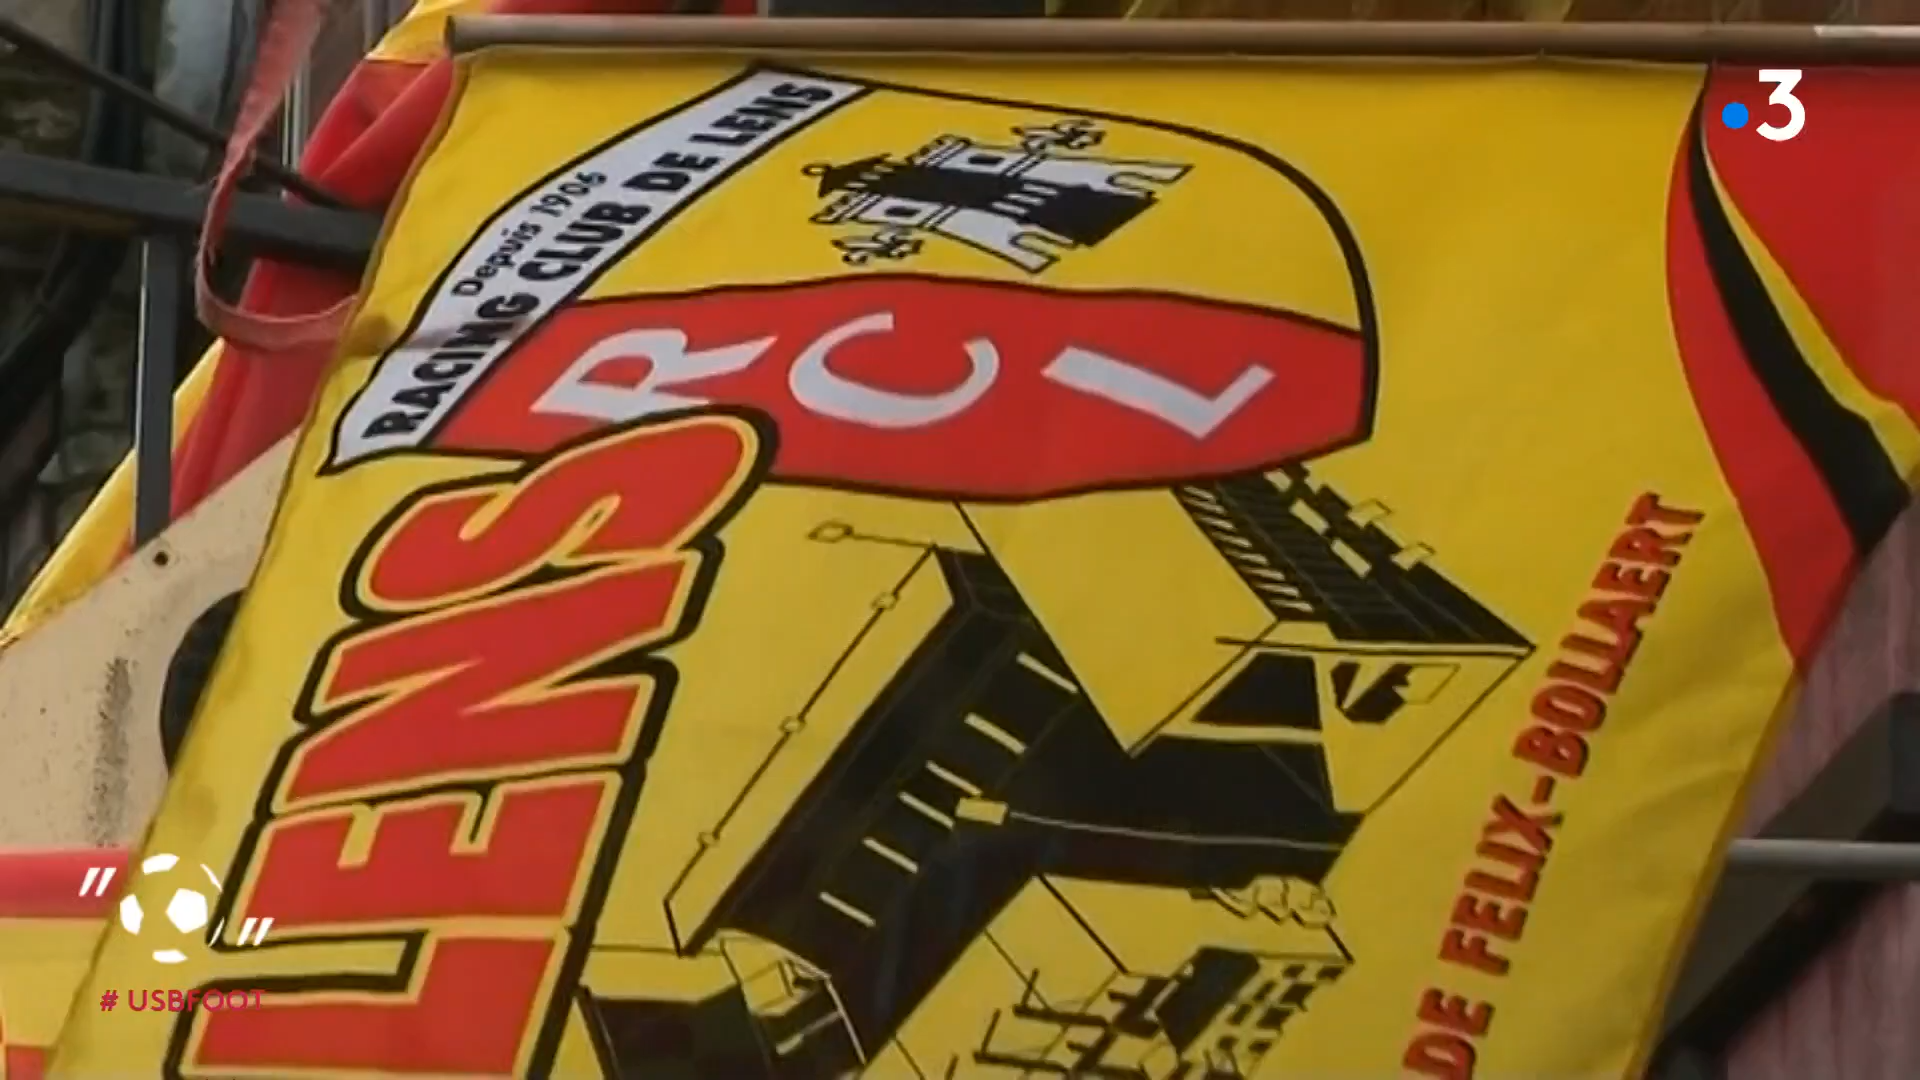 3
Depuis 1906
RACING CLUB DE LENS
RCL
LENS
DE FELIX-BOLLAERT
# USBFOOT